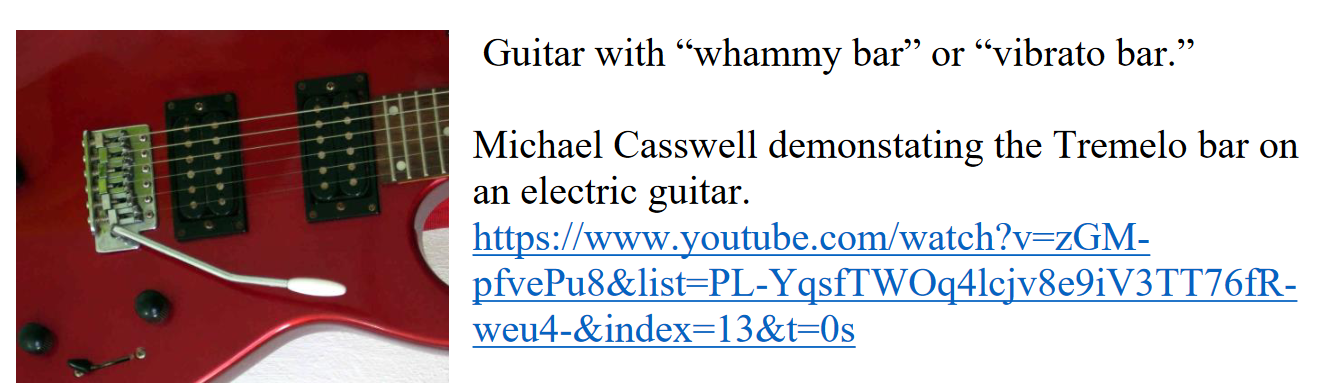 Guitar with “whammy bar” or “vibrato bar.”
Michael Casswell demonstating the Tremelo bar on
an electric guitar.
https://www.youtube.com/watch?v=zGM-
pfvePu8&list=PL-YqsfTWOq4lcjv8e9iV3TT76fR-
weu4-&index=13&t=0s